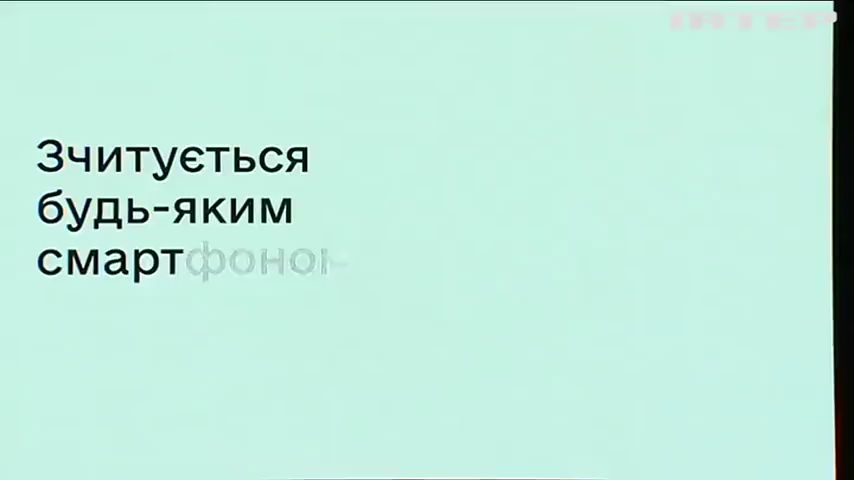 ІНТЕР
Зчитується
будь-яким
смартфоном